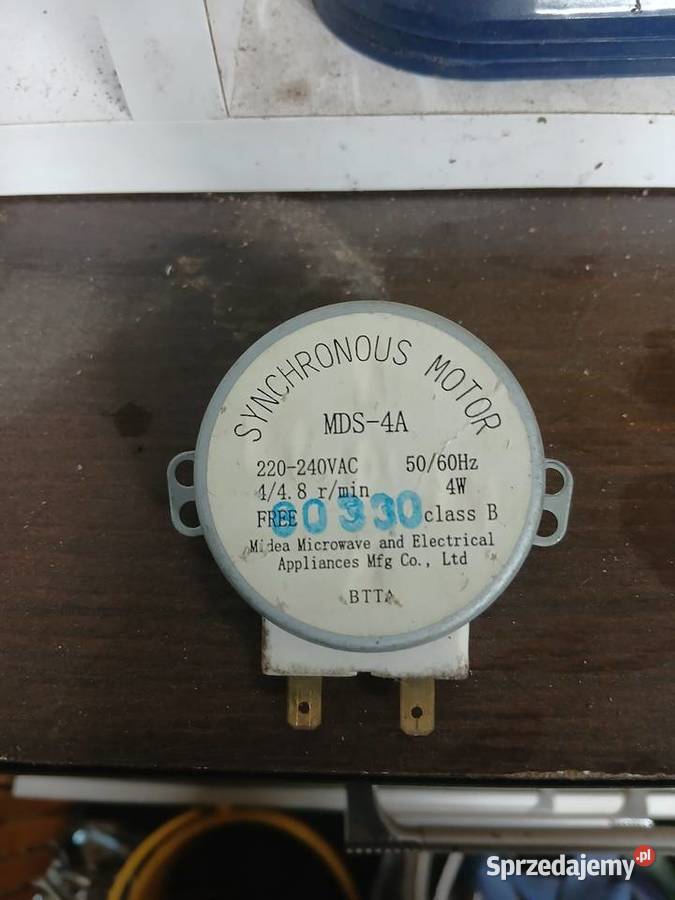 SYNCHRONOUS MOTOR
MDS-4A
220-240VAC 50/60Hz
4/4.8 r/min 4W
FREE 60330 class B
Midea Microwave and Electrical
Appliances Mfg Co., Ltd
BTTA
Sprzedajemy.pl